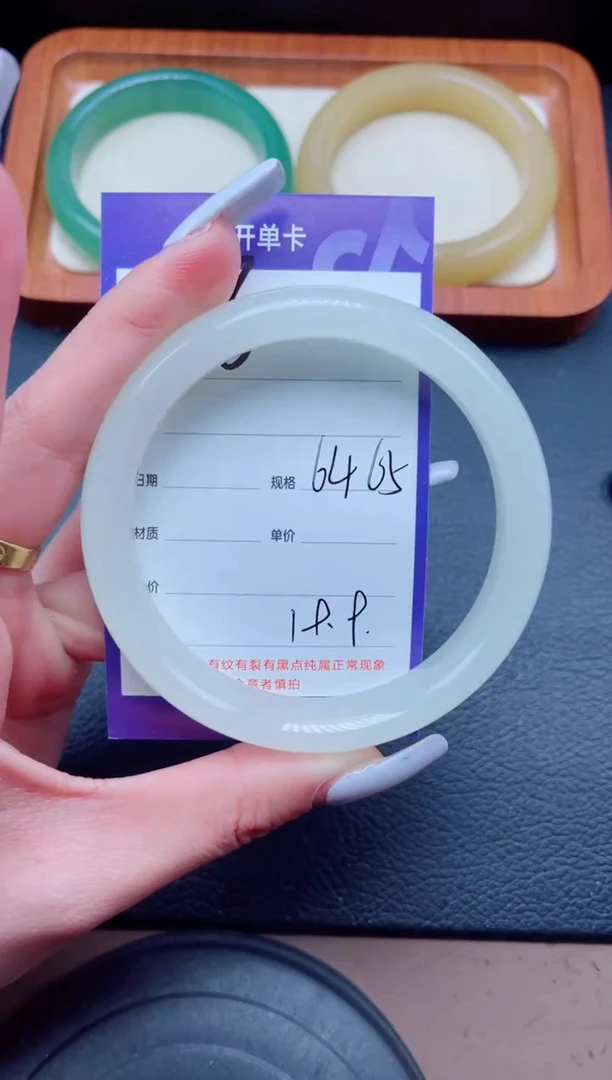 开单卡
日期 规格 64 65
材质 单价
价
有纹有裂有黑点纯属正常现象
意者慎拍